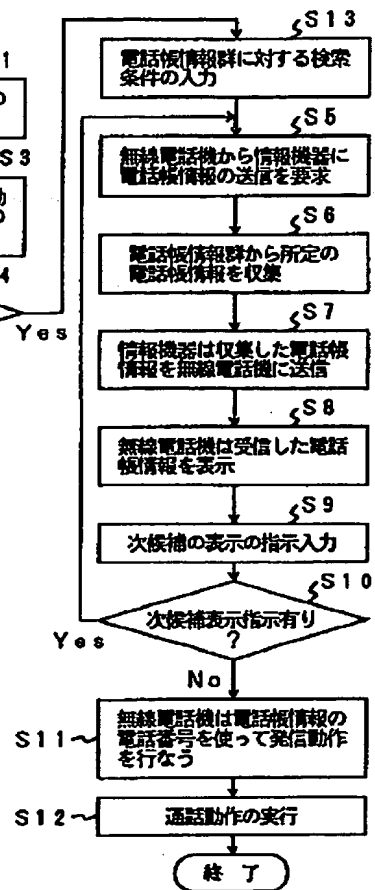 S13
電話帳情報群に対する検索
条件の入力
1
S3
4
Yes
S5
無線電話機から情報機器に
電話帳情報の送信を要求
S6
電話帳情報群から所定の
電話帳情報を収集
S7
情報機器は収集した電話帳
情報を無線電話機に送信
S8
無線電話機は受信した電話
帳情報を表示
S9
次候補の表示の指示入力
S10
次候補表示指示有り
?
Yes
No
S11
無線電話機は電話帳情報の
電話番号を使って発信動作
を行なう
S12
通話動作の実行
終 了